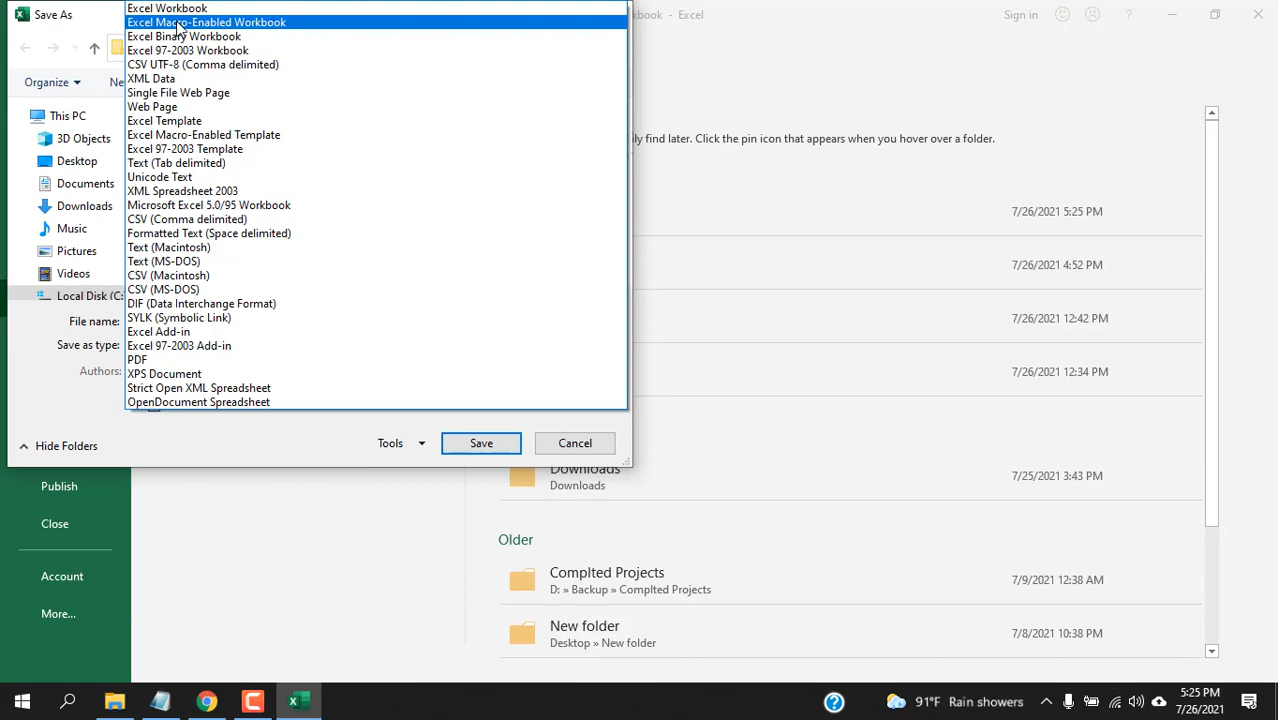 Save As
kbook - Excel
Sign in
Organize
Ne
This PC
3D Objects
Desktop
Documents
Downloads
Music
Pictures
Videos
Local Disk (C:
File name:
Save as type:
Authors:
Excel Workbook
Excel Macro-Enabled Workbook
Excel Binary Workbook
Excel 97-2003 Workbook
CSV UTF-8 (Comma delimited)
XML Data
Single File Web Page
Web Page
Excel Template
Excel Macro-Enabled Template
Excel 97-2003 Template
Text (Tab delimited)
Unicode Text
XML Spreadsheet 2003
Microsoft Excel 5.0/95 Workbook
CSV (Comma delimited)
Formatted Text (Space delimited)
Text (Macintosh)
Text (MS-DOS)
CSV (Macintosh)
CSV (MS-DOS)
DIF (Data Interchange Format)
SYLK (Symbolic Link)
Excel Add-in
Excel 97-2003 Add-in
PDF
XPS Document
Strict Open XML Spreadsheet
OpenDocument Spreadsheet
Hide Folders
Tools
Save
Cancel
ily find later. Click the pin icon that appears when you hover over a folder.
7/26/2021 5:25 PM
7/26/2021 4:52 PM
7/26/2021 12:42 PM
7/26/2021 12:34 PM
Downloads
Downloads
7/25/2021 3:43 PM
Older
Complted Projects
D: » Backup » Complted Projects
7/9/2021 12:38 AM
New folder
Desktop » New folder
7/8/2021 10:38 PM
Publish
Close
Account
More...
91°F Rain showers
5:25 PM
7/26/2021